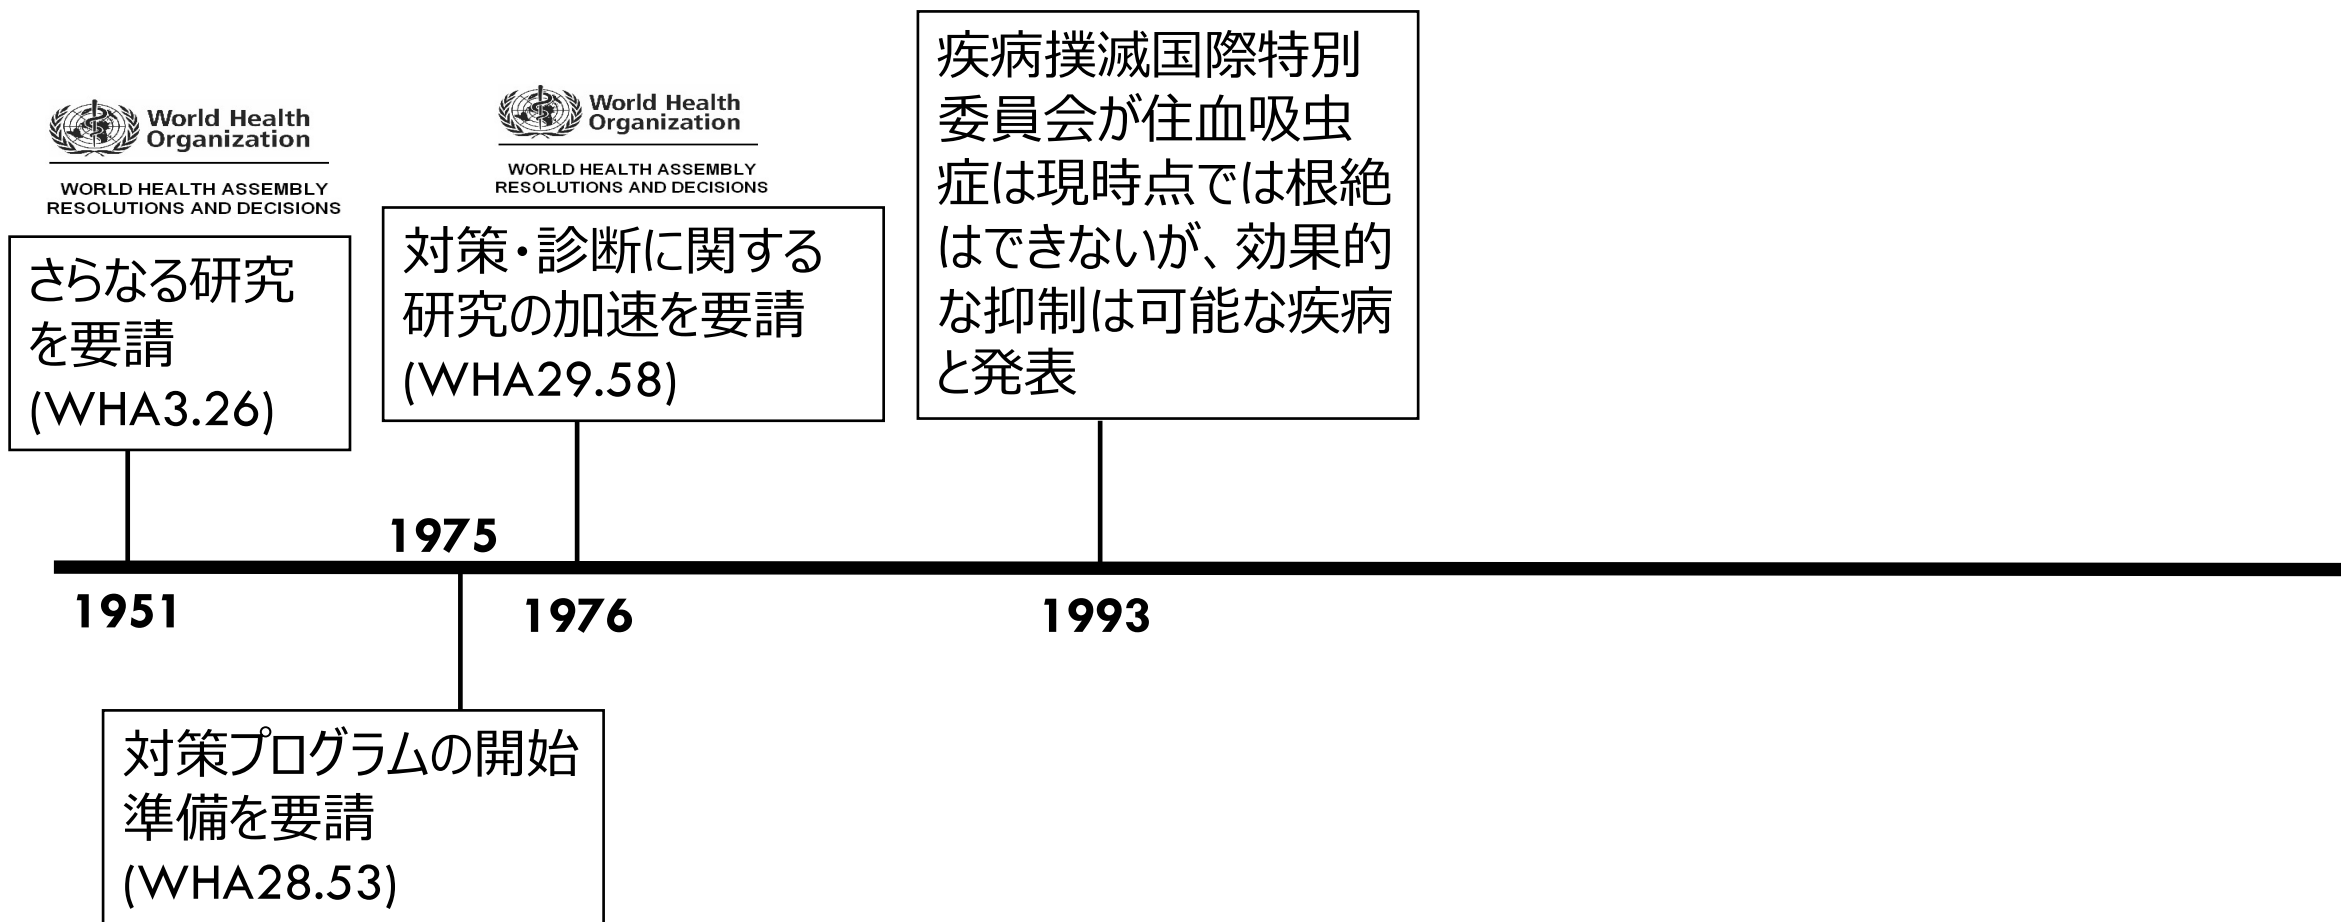 World Health
Organization
WORLD HEALTH ASSEMBLY
RESOLUTIONS AND DECISIONS
さらなる研究
を要請
(WHA3.26)
World Health
Organization
WORLD HEALTH ASSEMBLY
RESOLUTIONS AND DECISIONS
対策・診断に関する
研究の加速を要請
(WHA29.58)
疾病撲滅国際特別
委員会が住血吸虫
症は現時点では根絶
はできないが、効果的
な抑制は可能な疾病
と発表
1975
1951
1976
1993
対策プログラムの開始
準備を要請
(WHA28.53)